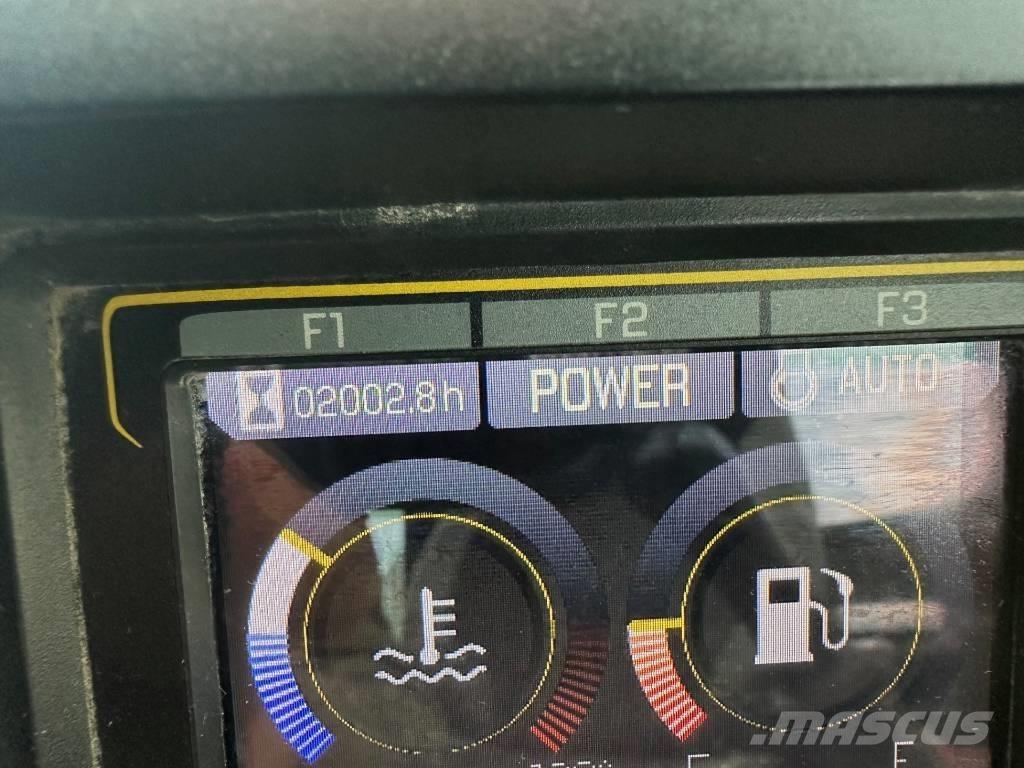 F1 F2 F3
02002.8h POWER AUTO
MASCUS